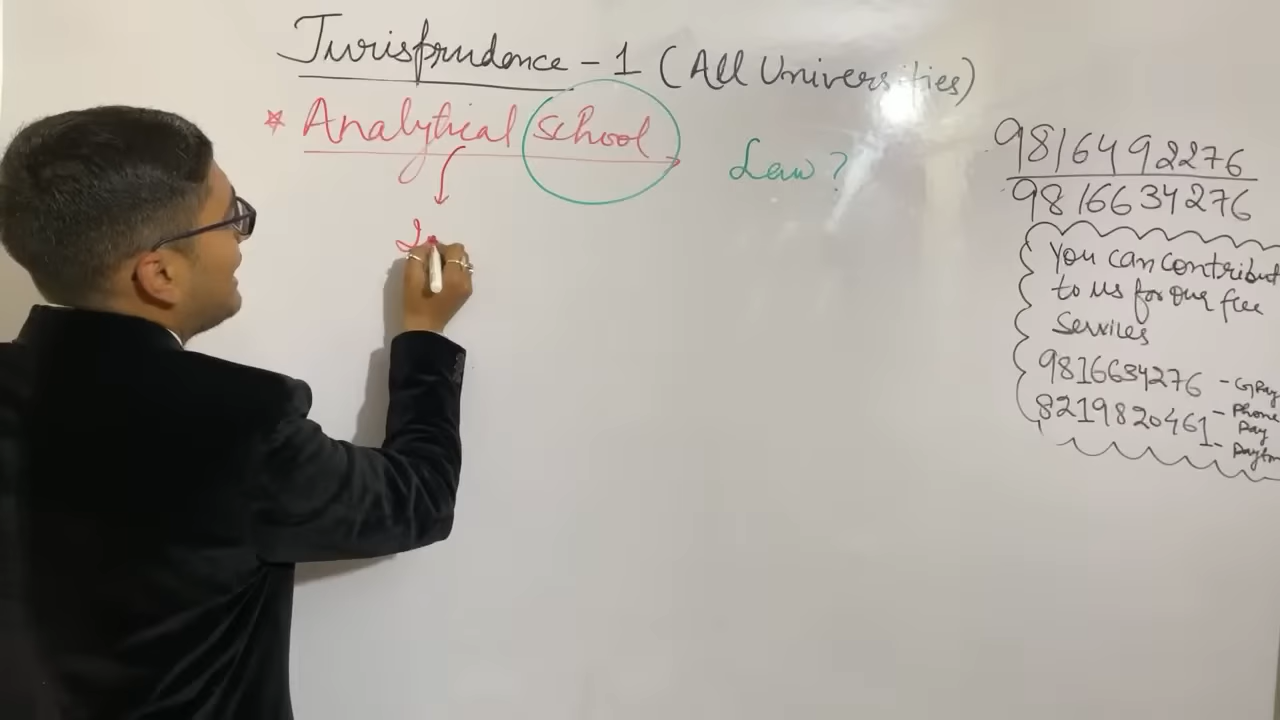 Jurisprudence - 1 (All Universities)
* Analytical School
Law ?
9816492276
9816634276
You can contribut
to us for our free
Services
9816634276 - GPay
8219820461 - Phone
Pay
- Paytm